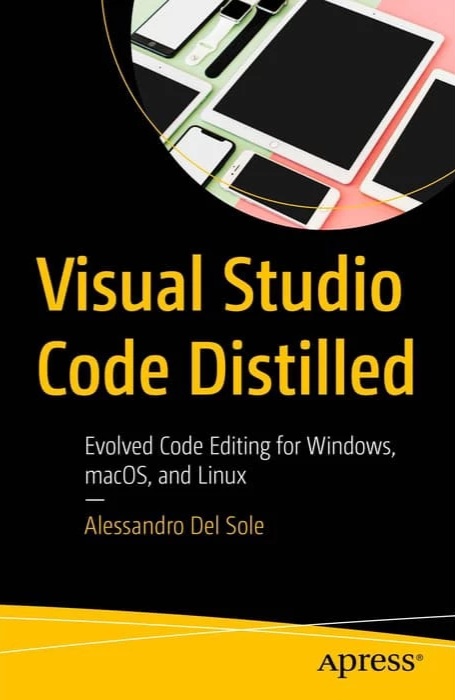 Visual Studio
Code Distilled
Evolved Code Editing for Windows,
macOS, and Linux
—
Alessandro Del Sole
Apress®